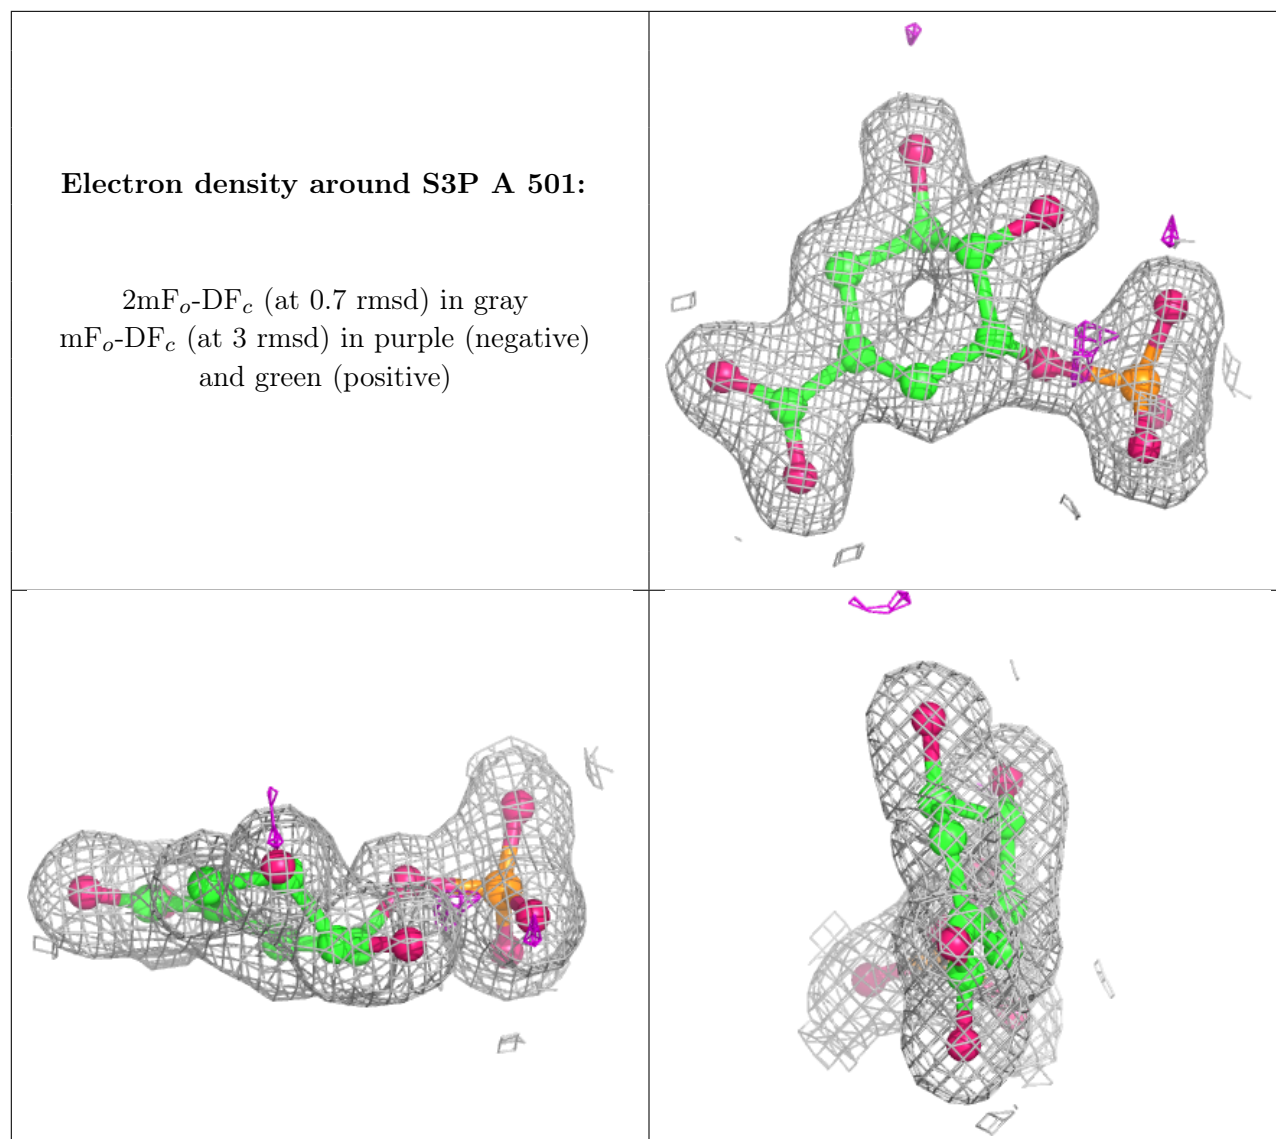 Electron density around S3P A 501:
2mFo-DFc (at 0.7 rmsd) in gray
mFo-DFc (at 3 rmsd) in purple (negative)
and green (positive)